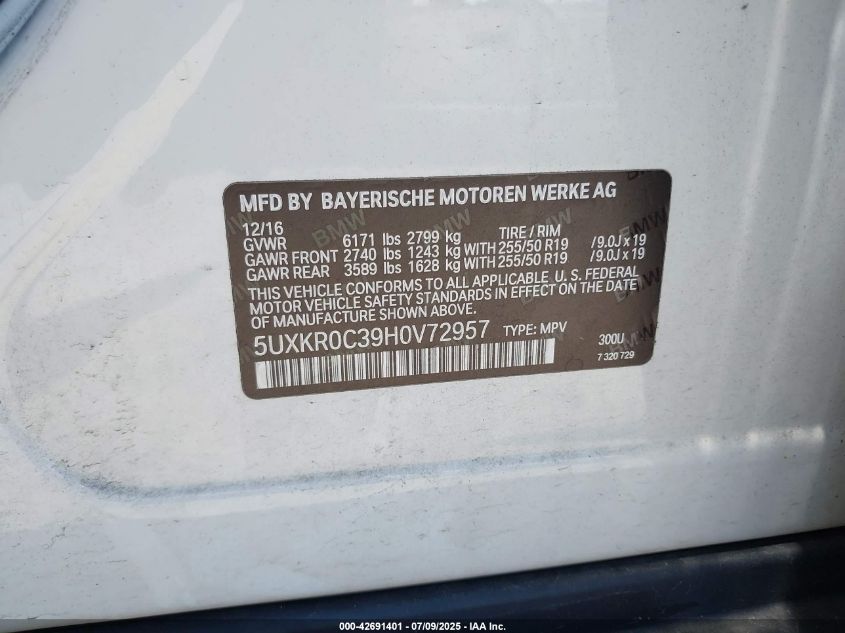 MFD BY BAYERISCHE MOTOREN WERKE AG
12/16 TIRE / RIM
GVWR 6171 lbs 2799 kg
GAWR FRONT 2740 lbs 1243 kg WITH 255/50 R19 /9.0J x 19
GAWR REAR 3589 lbs 1628 kg WITH 255/50 R19 /9.0J x 19
THIS VEHICLE CONFORMS TO ALL APPLICABLE U.S. FEDERAL
MOTOR VEHICLE SAFETY STANDARDS IN EFFECT ON THE DATE
OF MANUFACTURE SHOWN ABOVE.
5UXKR0C39H0V72957 TYPE: MPV 300U
7 320 729
000-42691401 | 07/09/2025 - IAA Inc.